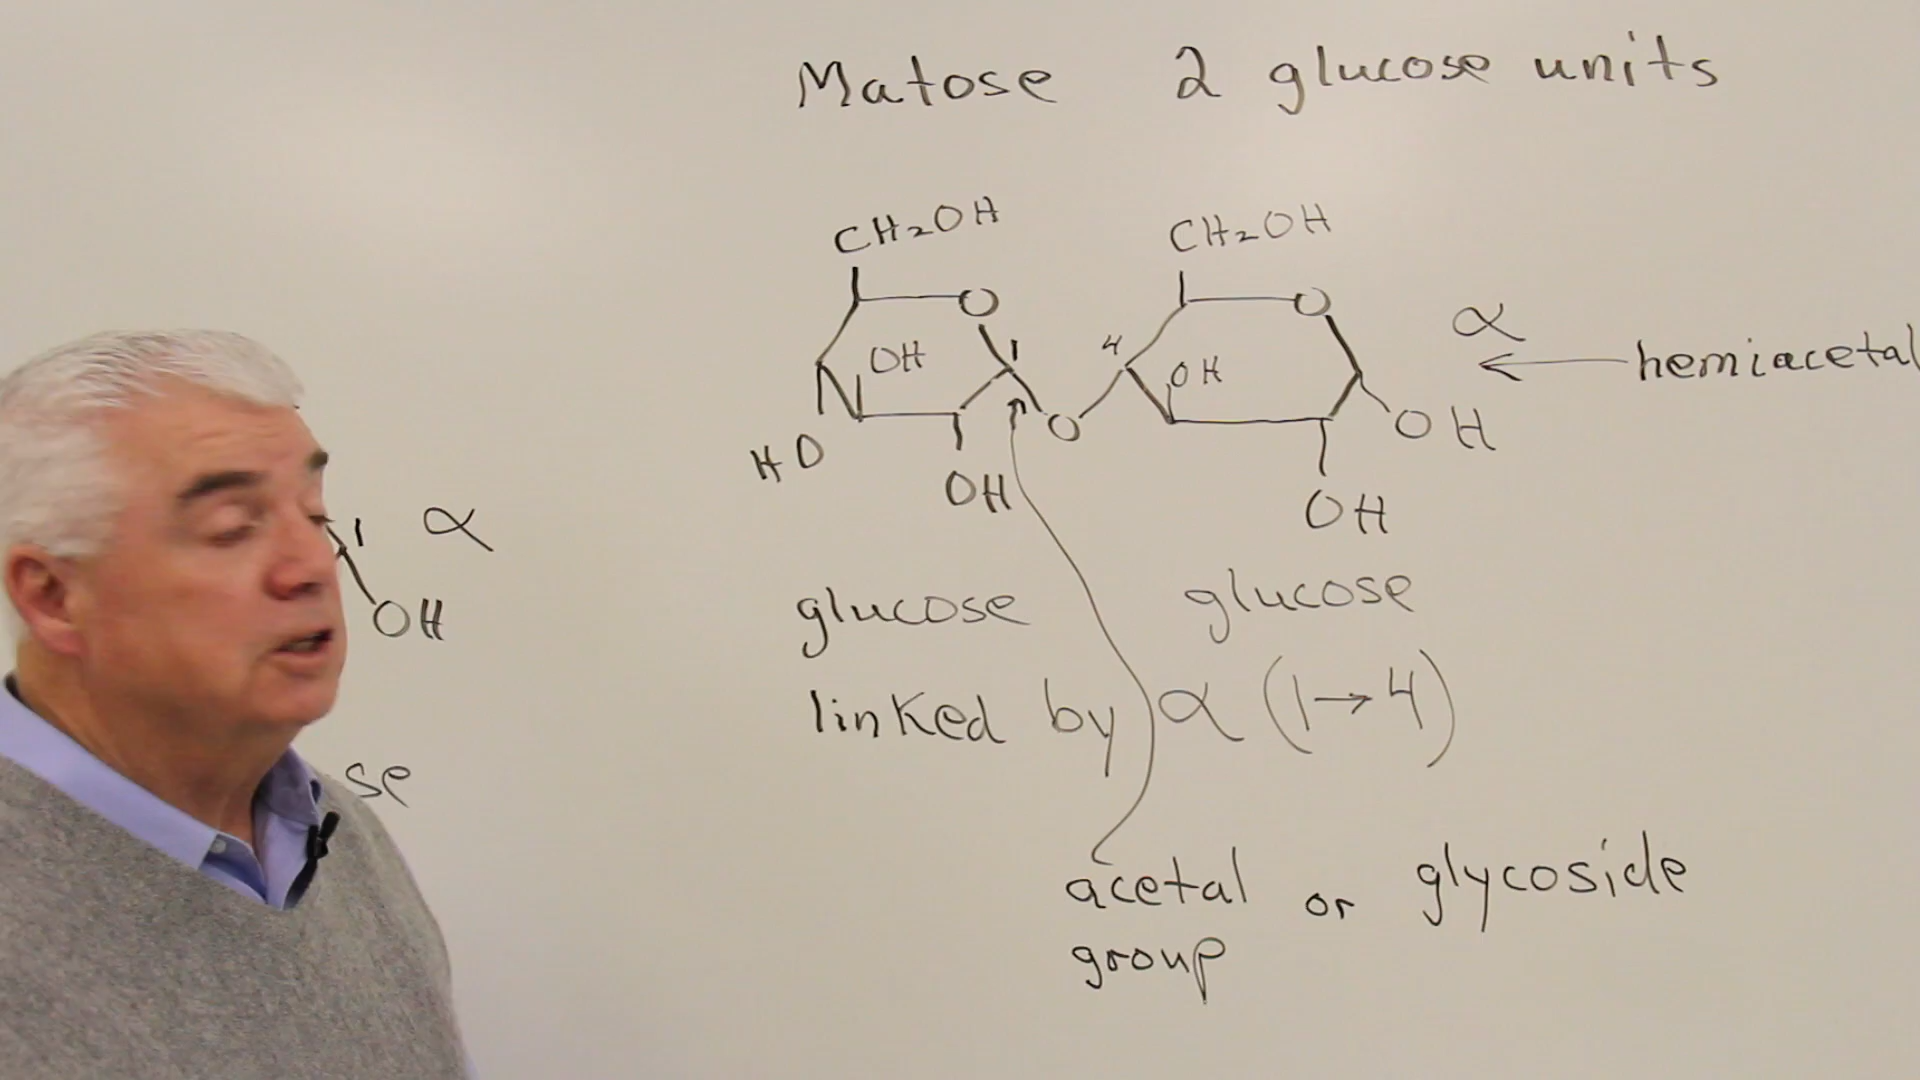 Matose 2 glucose units
CH₂OH CH₂OH
O O
α
OH 1 4 OH
hemiacetal
O OH
HO
OH OH
1 α
OH
glucose glucose
linked by α (1→4)
se
acetal or glycoside
group